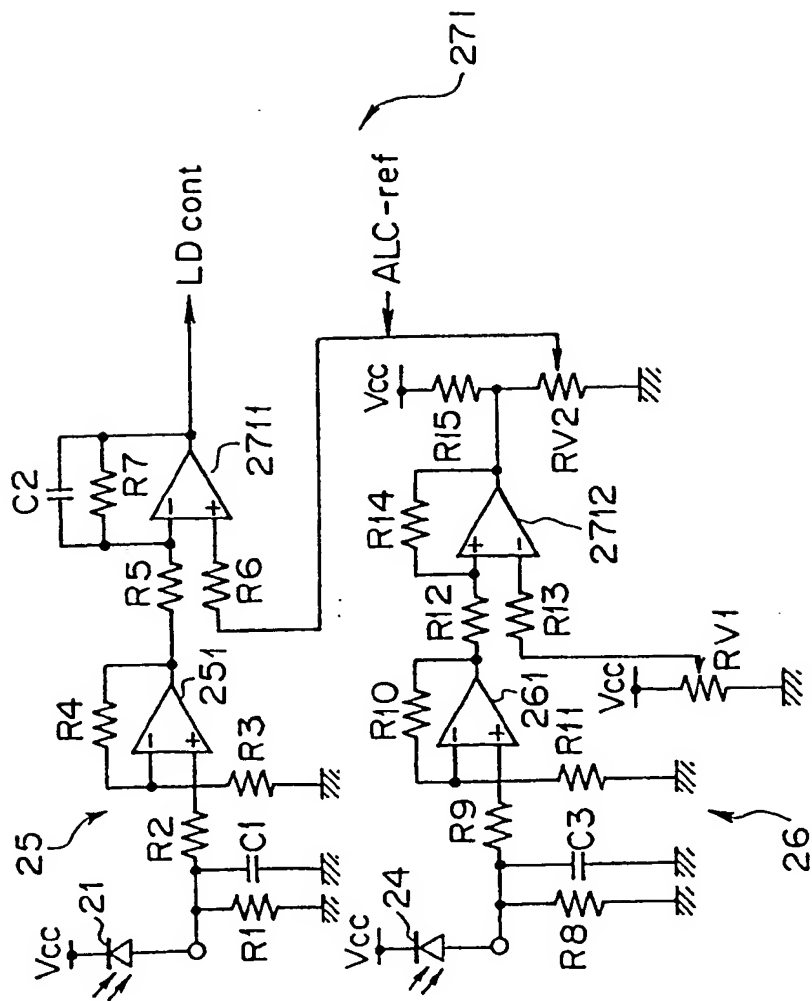 25
Vcc
21
R1
C1
R2
R3
R4
251
R5
C2
R7
2711
R6
LD cont
ALC-ref
271
Vcc
24
R8
C3
R9
R10
261
R11
R12
R13
R14
2712
Vcc
R15
RV2
Vcc
RV1
26